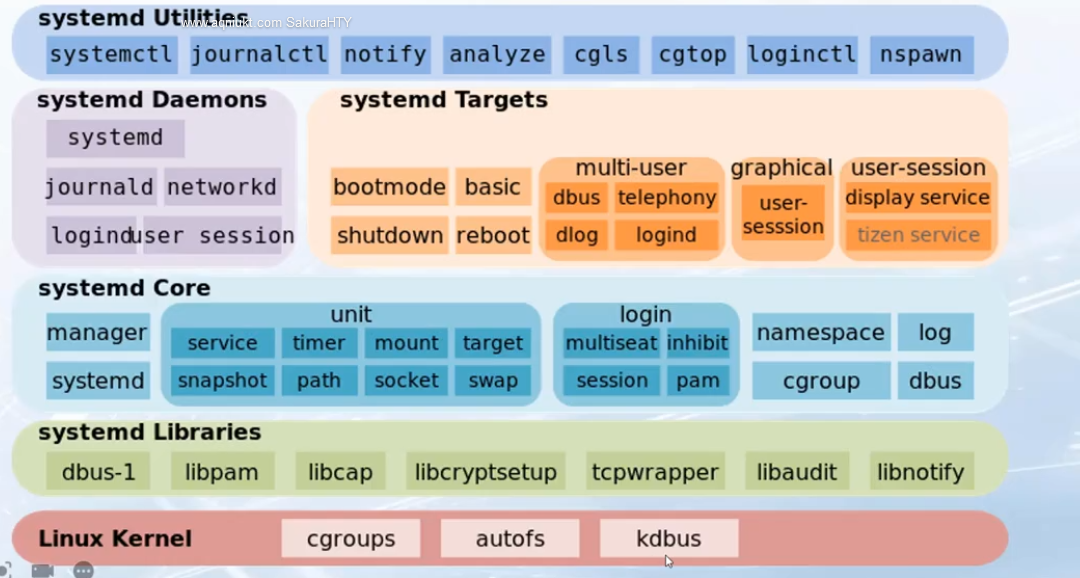 systemd Utilities
www.aqniukt.com SakuraHTY
systemctl journalctl notify analyze cgls cgtop loginctl nspawn
systemd Daemons
systemd
journald networkd
logind user session
systemd Targets
bootmode basic
shutdown reboot
multi-user
dbus telephony
dlog logind
graphical
user-
sesssion
user-session
display service
tizen service
systemd Core
manager
systemd
unit
service timer mount target
snapshot path socket swap
login
multiseat inhibit
session pam
namespace log
cgroup dbus
systemd Libraries
dbus-1 libpam libcap libcryptsetup tcpwrapper libaudit libnotify
Linux Kernel cgroups autofs kdbus